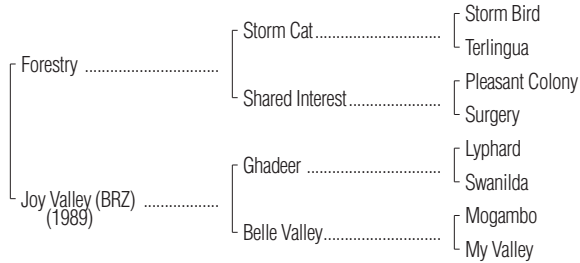 Storm Bird
Storm Cat....................................
Terlingua
Forestry ......................................
Pleasant Colony
Shared Interest..........................
Surgery
Lyphard
Ghadeer ......................................
Swanilda
Joy Valley (BRZ) .....................
(1989)
Mogambo
Belle Valley.................................
My Valley